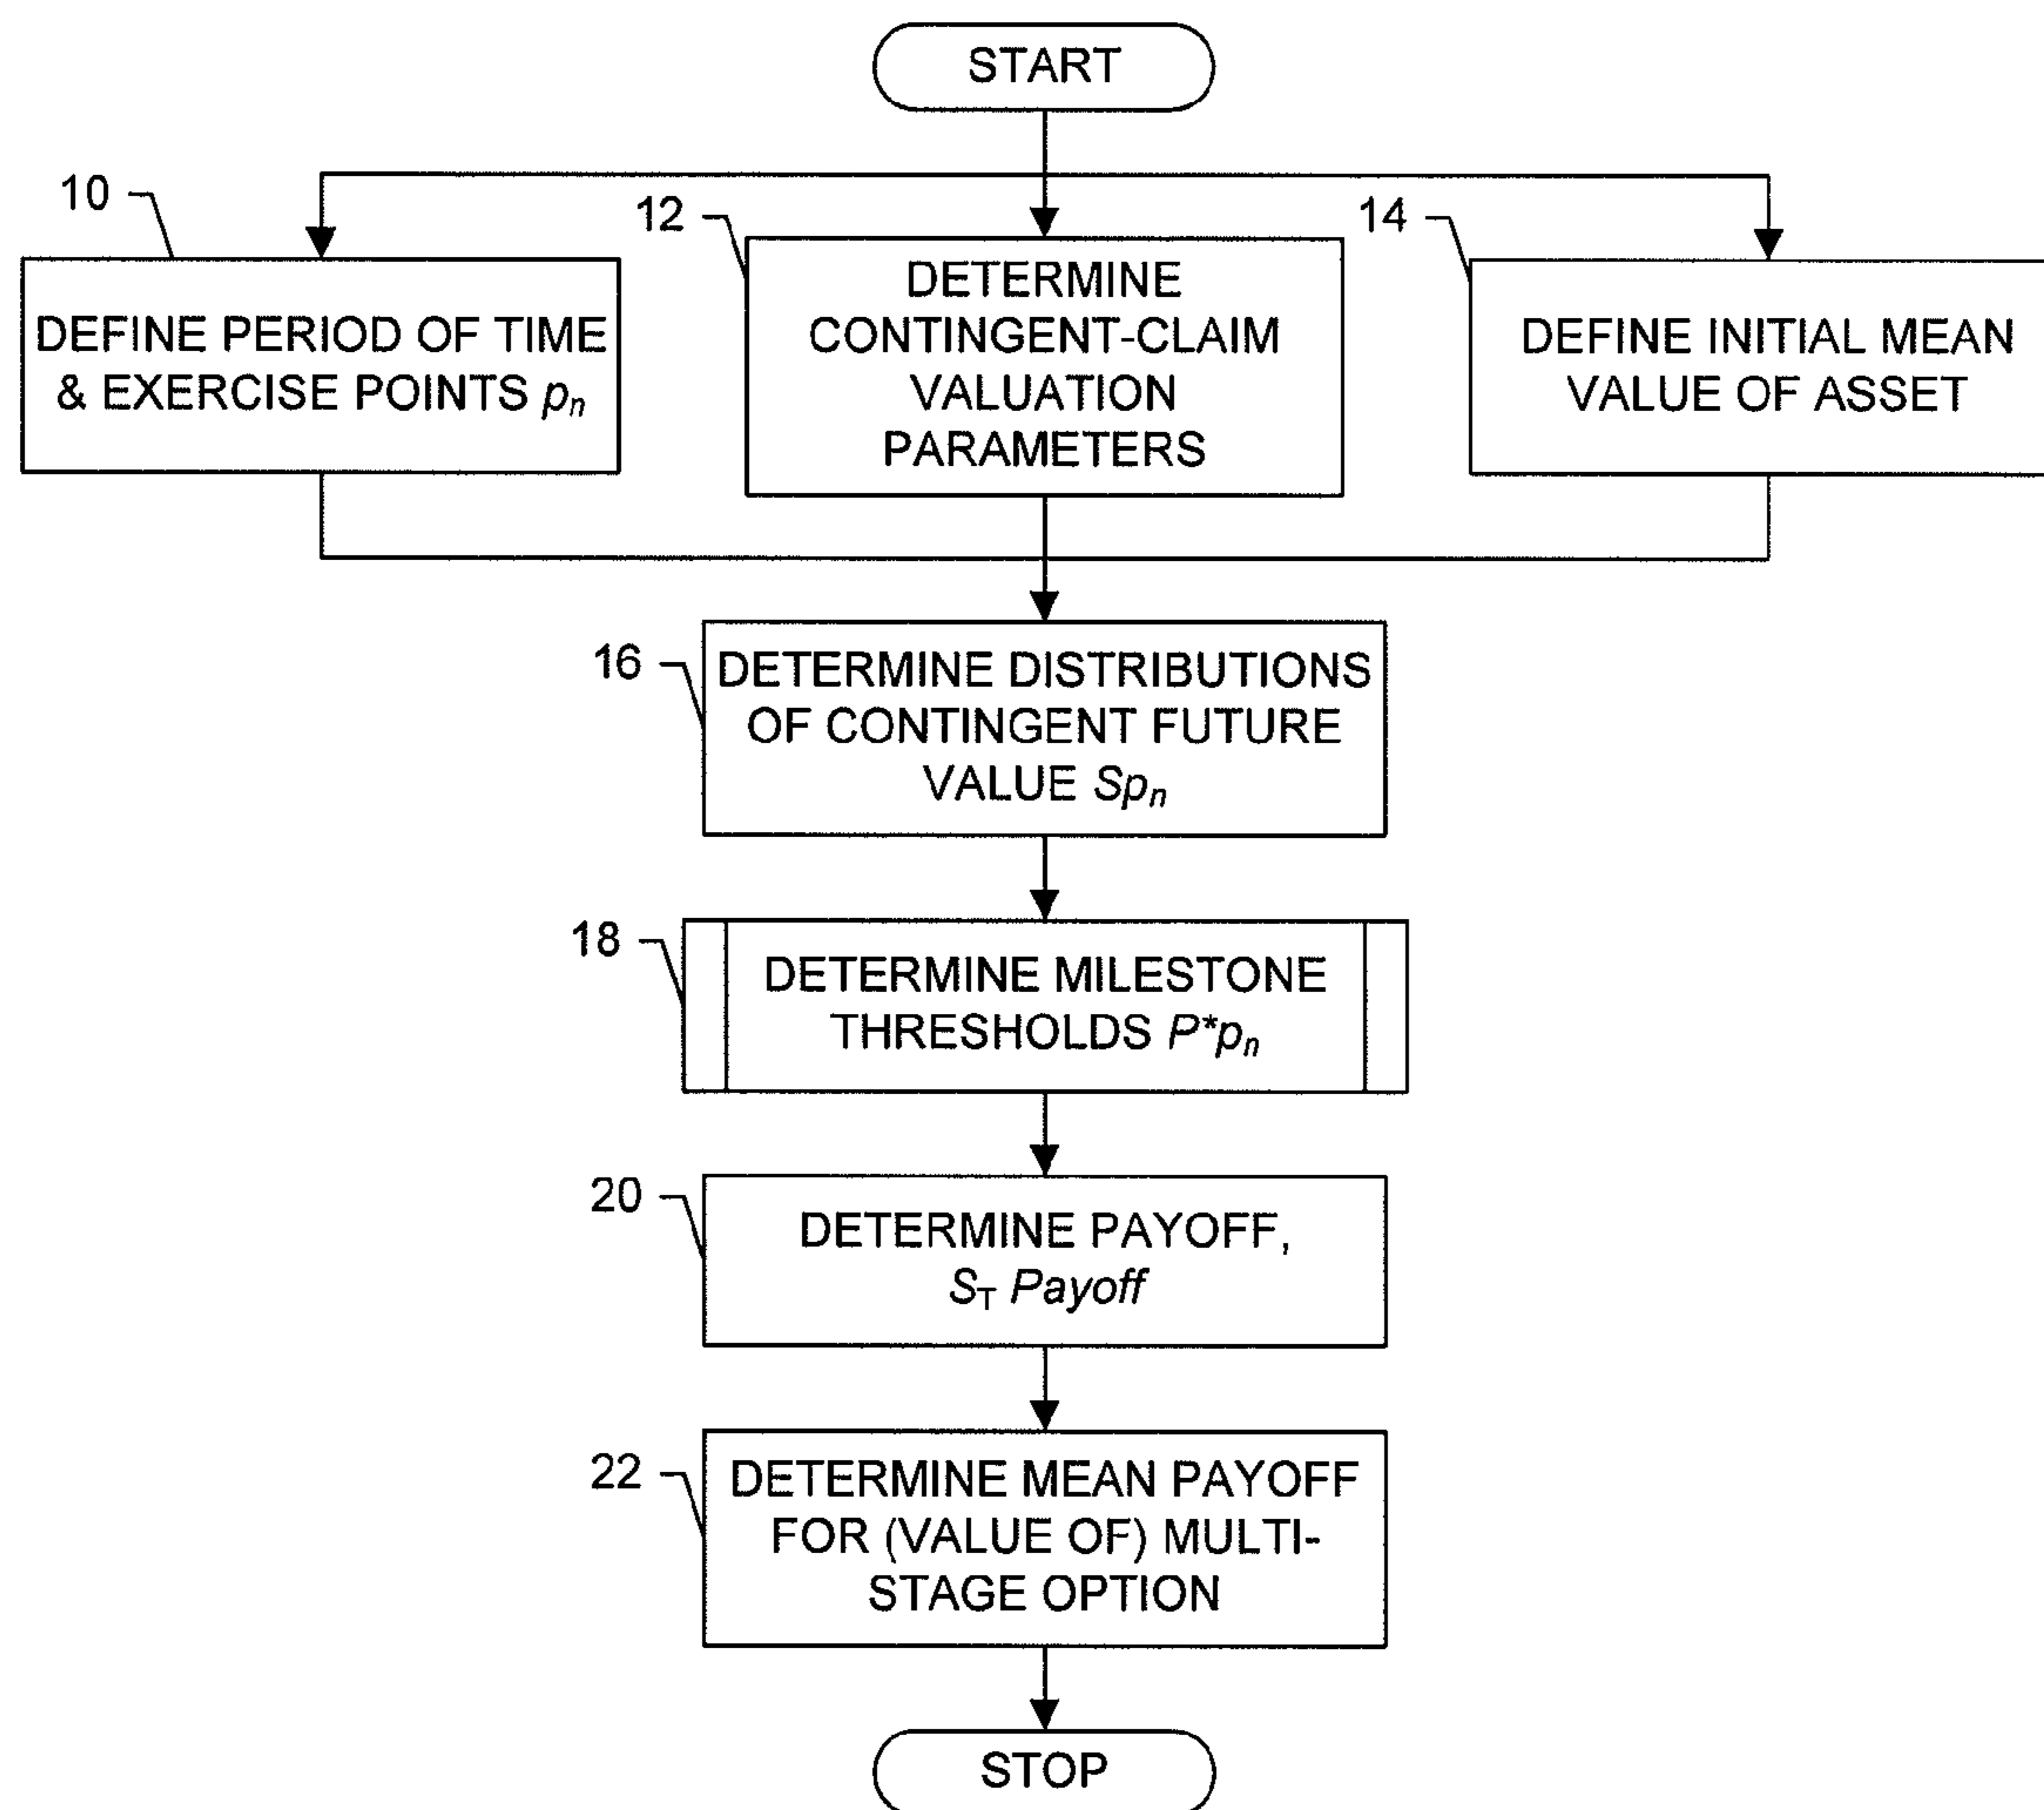 START
10
DEFINE PERIOD OF TIME
& EXERCISE POINTS pₙ
12
DETERMINE
CONTINGENT-CLAIM
VALUATION
PARAMETERS
14
DEFINE INITIAL MEAN
VALUE OF ASSET
16
DETERMINE DISTRIBUTIONS
OF CONTINGENT FUTURE
VALUE Spₙ
18
DETERMINE MILESTONE
THRESHOLDS P*pₙ
20
DETERMINE PAYOFF,
S_T Payoff
22
DETERMINE MEAN PAYOFF
FOR (VALUE OF) MULTI-
STAGE OPTION
STOP